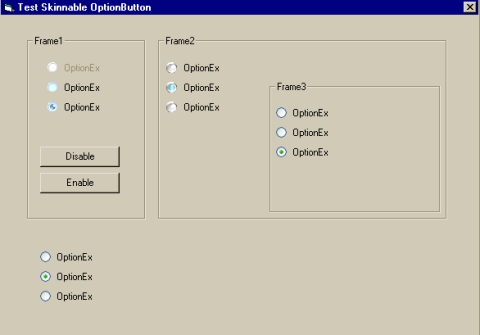 Test Skinnable OptionButton
Frame1
OptionEx
OptionEx
OptionEx
Disable
Enable
Frame2
OptionEx
OptionEx
OptionEx
Frame3
OptionEx
OptionEx
OptionEx
OptionEx
OptionEx
OptionEx